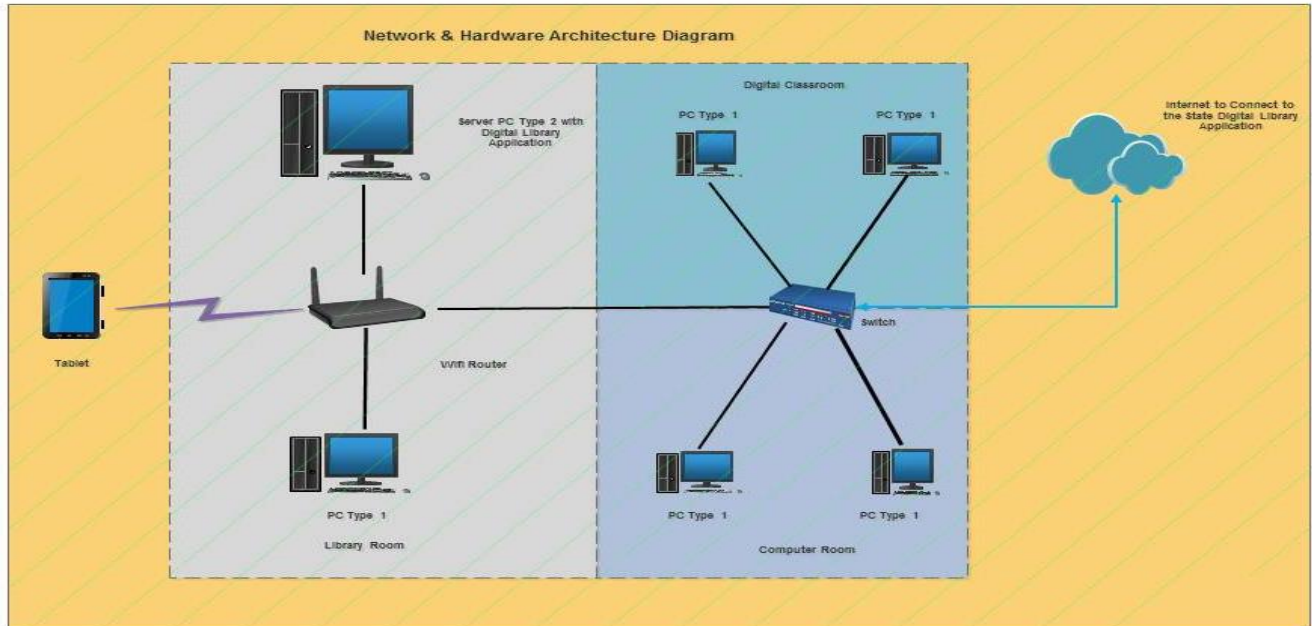 Network & Hardware Architecture Diagram
Digital Classroom
PC Type 1
PC Type 1
Server PC Type 2 with
Digital Library
Application
Internet to Connect to
the State Digital Library
Application
Tablet
Wifi Router
Switch
PC Type 1
Library Room
PC Type 1
PC Type 1
Computer Room